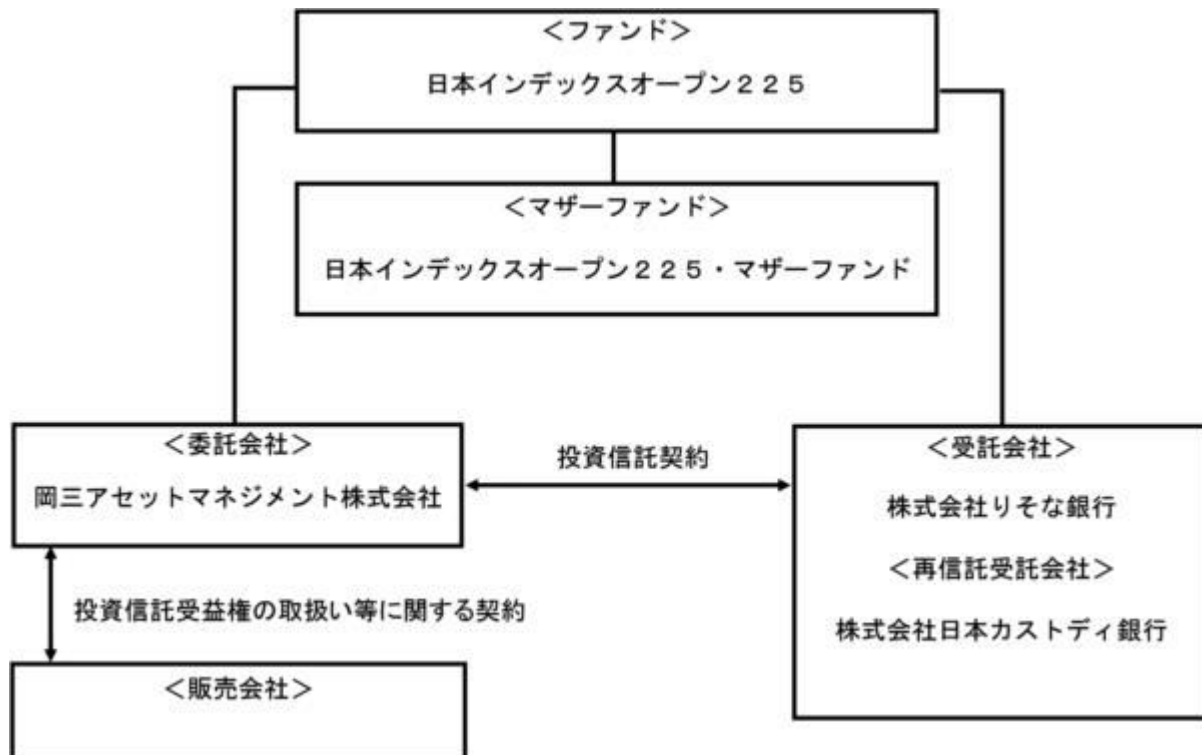 ＜ファンド＞
日本インデックスオープン２２５
＜マザーファンド＞
日本インデックスオープン２２５・マザーファンド
＜委託会社＞
岡三アセットマネジメント株式会社
投資信託契約
＜受託会社＞
株式会社りそな銀行
＜再信託受託会社＞
株式会社日本カストディ銀行
投資信託受益権の取扱い等に関する契約
＜販売会社＞